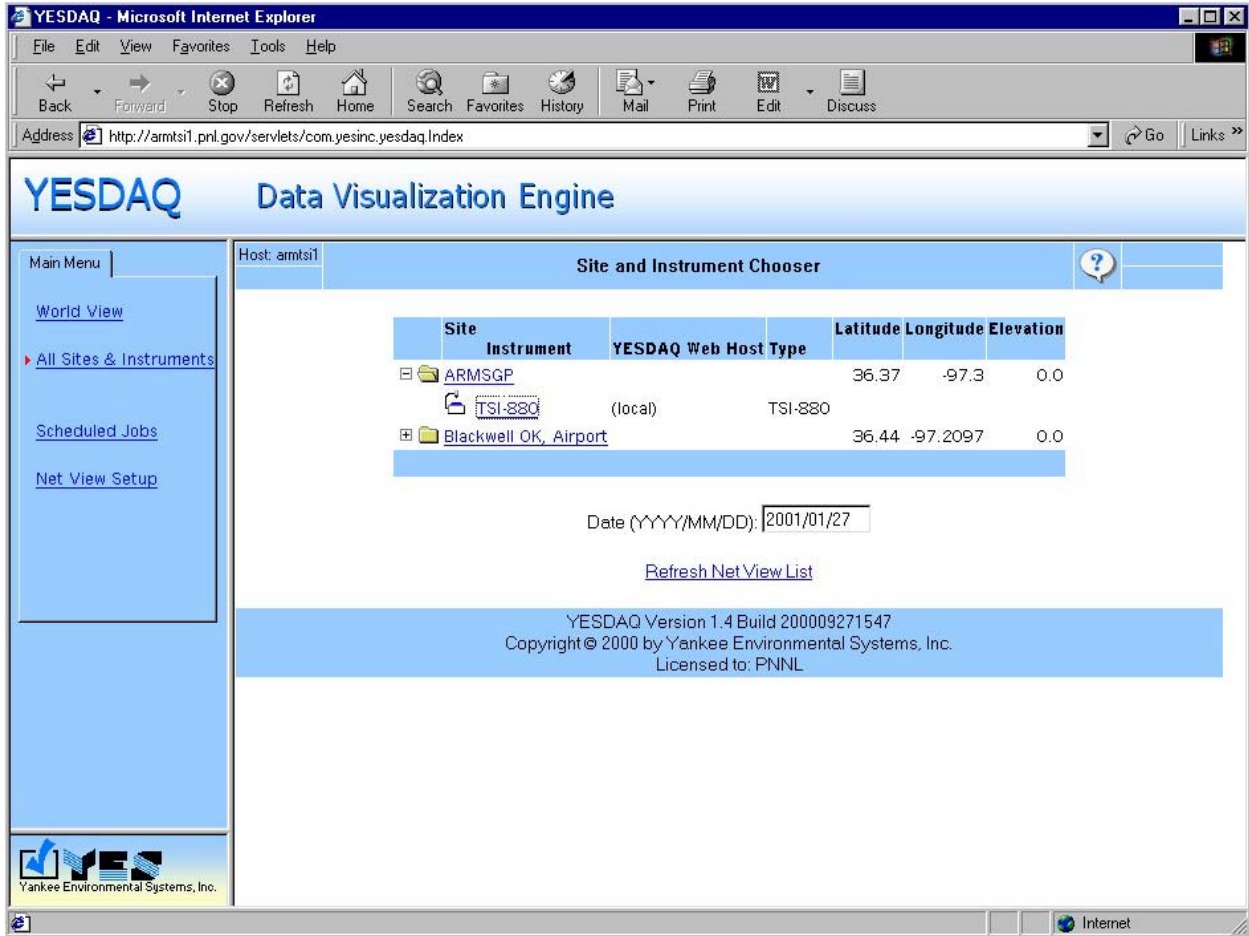 YESDAQ - Microsoft Internet Explorer
File Edit View Favorites Tools Help
Back Forward Stop Refresh Home Search Favorites History Mail Print Edit Discuss
Address http://armtsi1.pnl.gov/servlets/com.yesinc.yesdaq.Index Go Links »
YESDAQ Data Visualization Engine
Main Menu
World View
All Sites & Instruments
Scheduled Jobs
Net View Setup
Host: armtsi1
Site and Instrument Chooser
?
Site Latitude Longitude Elevation
Instrument YESDAQ Web Host Type
ARMSGP 36.37 -97.3 0.0
TSI-880 (local) TSI-880
Blackwell OK, Airport 36.44 -97.2097 0.0
Date (YYYY/MM/DD): 2001/01/27
Refresh Net View List
YESDAQ Version 1.4 Build 200009271547
Copyright © 2000 by Yankee Environmental Systems, Inc.
Licensed to: PNNL
YES
Yankee Environmental Systems, Inc.
Internet